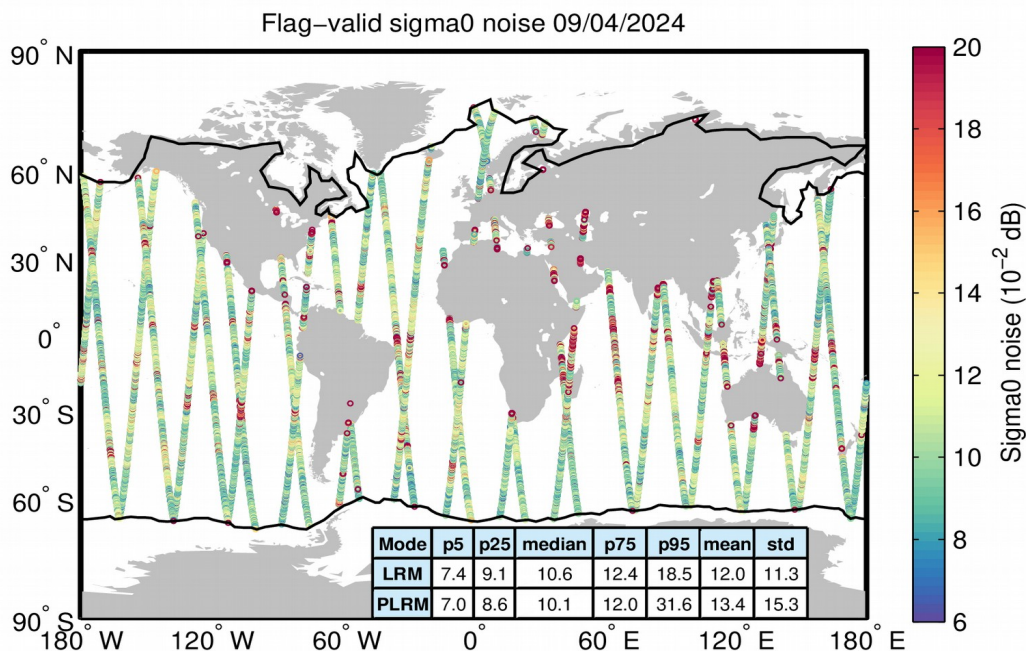 Flag−valid sigma0 noise 09/04/2024
90° N
60° N
30° N
0°
30° S
60° S
90° S
180° W
120° W
60° W
0°
60° E
120° E
180° E
Mode p5 p25 median p75 p95 mean std
LRM 7.4 9.1 10.6 12.4 18.5 12.0 11.3
PLRM 7.0 8.6 10.1 12.0 31.6 13.4 15.3
20
18
16
14
12
10
8
6
Sigma0 noise (10⁻² dB)